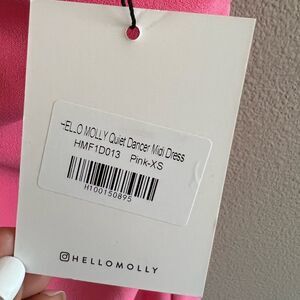 HELLO MOLLY Quiet Dancer Midi Dress
HMF1D013 Pink-XS
H100150895
HELLOMOLLY